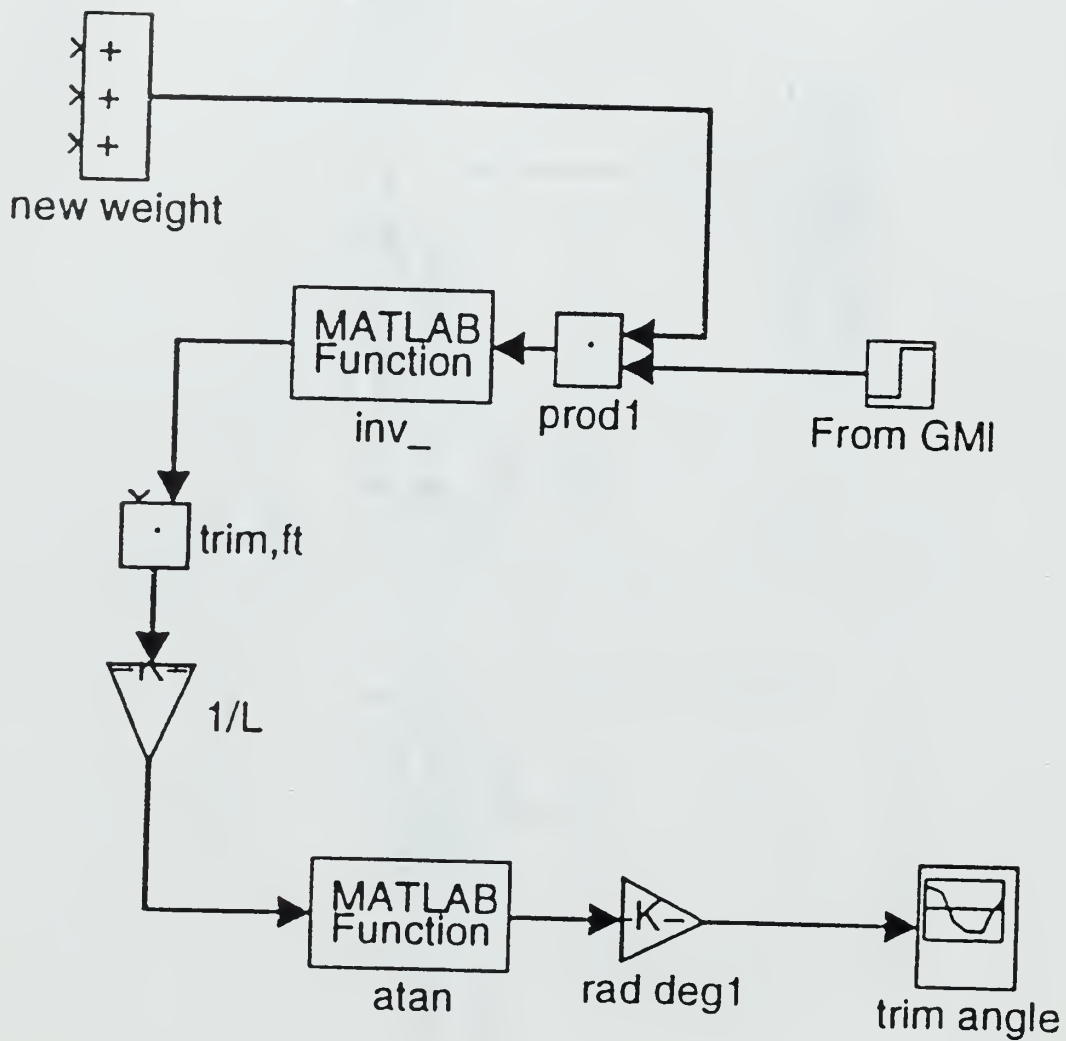 +
+
+
new weight
MATLAB
Function
inv_
.
prod1
From GMI
.
trim,ft
-K-
1/L
MATLAB
Function
atan
-K-
rad deg1
trim angle